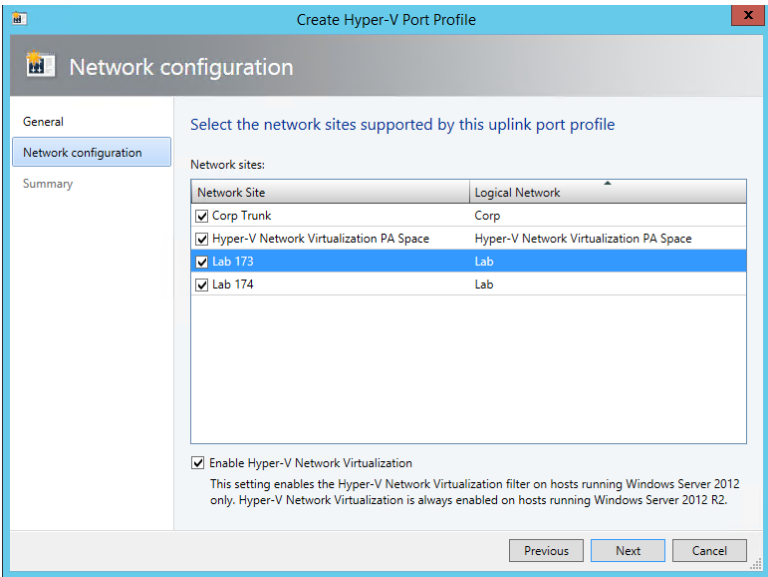 Create Hyper-V Port Profile
x
Network configuration
General
Network configuration
Summary
Select the network sites supported by this uplink port profile
Network sites:
Network Site Logical Network
Corp Trunk Corp
Hyper-V Network Virtualization PA Space Hyper-V Network Virtualization PA Space
Lab 173 Lab
Lab 174 Lab
Enable Hyper-V Network Virtualization
This setting enables the Hyper-V Network Virtualization filter on hosts running Windows Server 2012
only. Hyper-V Network Virtualization is always enabled on hosts running Windows Server 2012 R2.
Previous Next Cancel